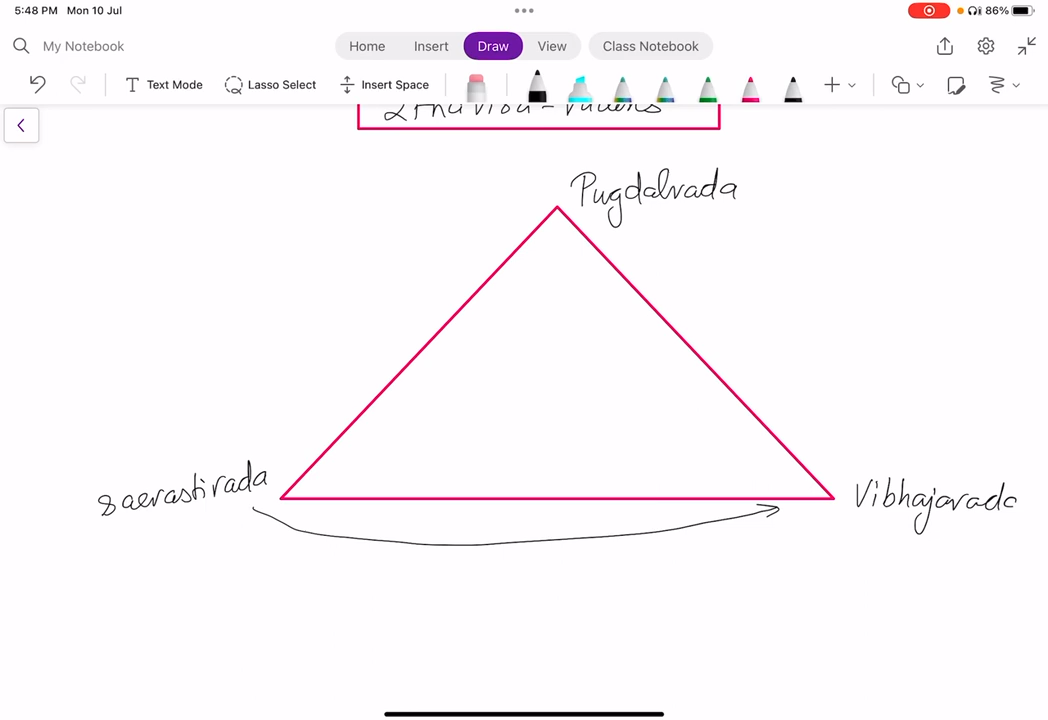 5:48 PM Mon 10 Jul
86%
My Notebook
Home Insert Draw View Class Notebook
Text Mode Lasso Select Insert Space
Pugdalvada
saerastirada
Vibhajavada